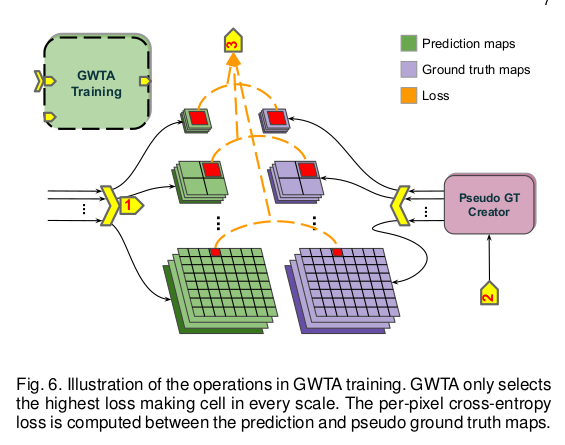 GWTA
Training
3
Prediction maps
Ground truth maps
Loss
1
Pseudo GT
Creator
2
Fig. 6. Illustration of the operations in GWTA training. GWTA only selects
the highest loss making cell in every scale. The per-pixel cross-entropy
loss is computed between the prediction and pseudo ground truth maps.